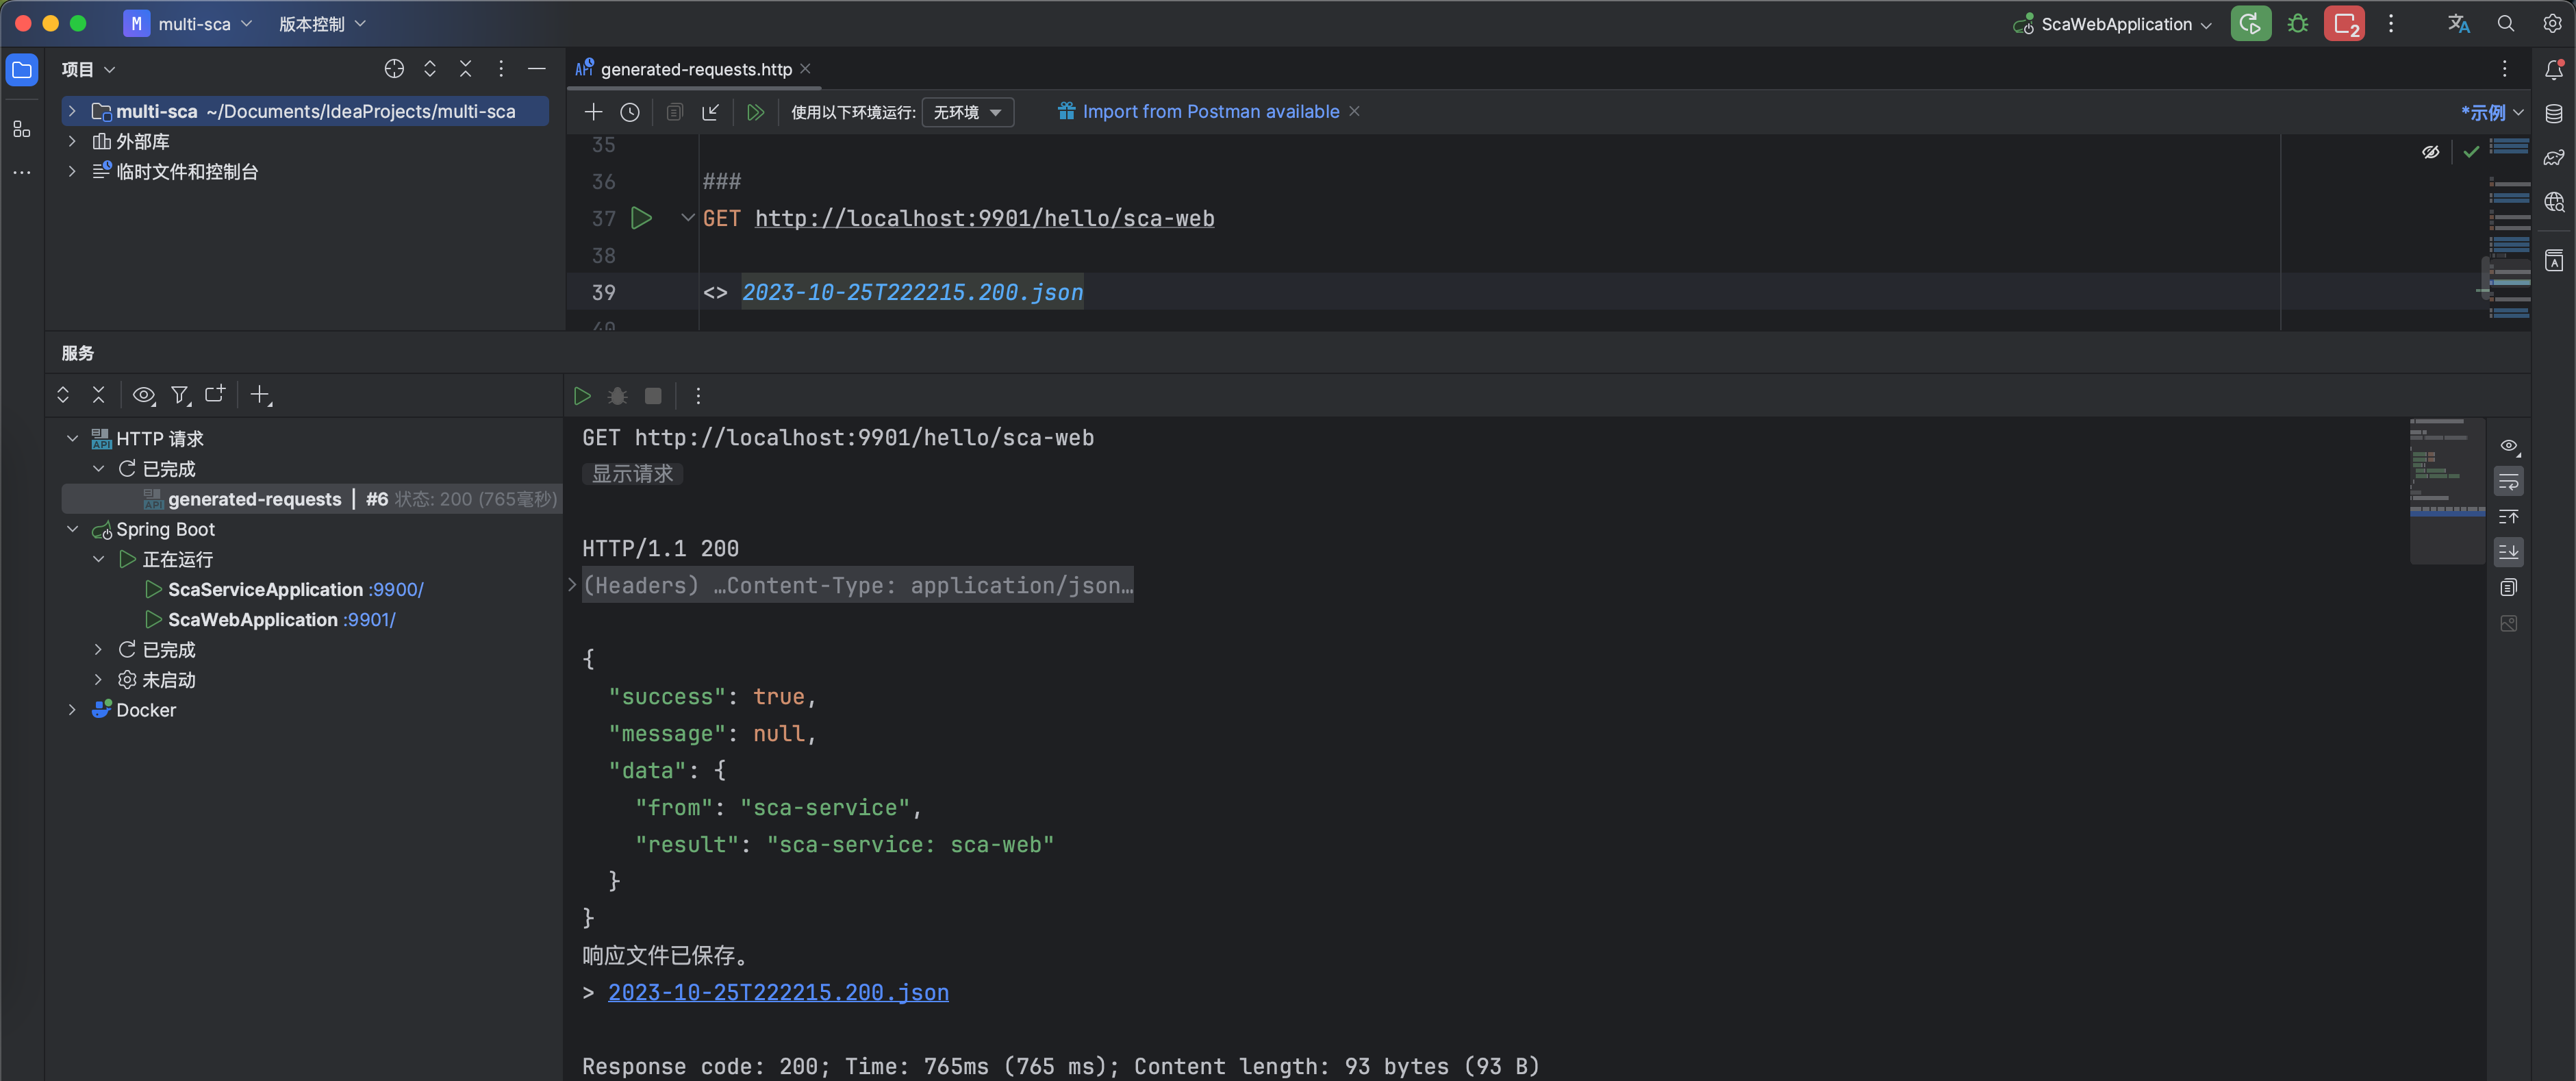 M multi-sca 版本控制 ScaWebApplication 2
项目
multi-sca ~/Documents/IdeaProjects/multi-sca
外部库
临时文件和控制台
API generated-requests.http
使用以下环境运行: 无环境 Import from Postman available *示例
35
36 ###
37 GET http://localhost:9901/hello/sca-web
38
39 <> 2023-10-25T222215.200.json
40
服务
API HTTP 请求
已完成
API generated-requests | #6 状态: 200 (765毫秒)
Spring Boot
正在运行
ScaServiceApplication :9900/
ScaWebApplication :9901/
已完成
未启动
Docker
GET http://localhost:9901/hello/sca-web
显示请求
HTTP/1.1 200
(Headers) …Content-Type: application/json…
{
"success": true,
"message": null,
"data": {
"from": "sca-service",
"result": "sca-service: sca-web"
}
}
响应文件已保存。
> 2023-10-25T222215.200.json
Response code: 200; Time: 765ms (765 ms); Content length: 93 bytes (93 B)